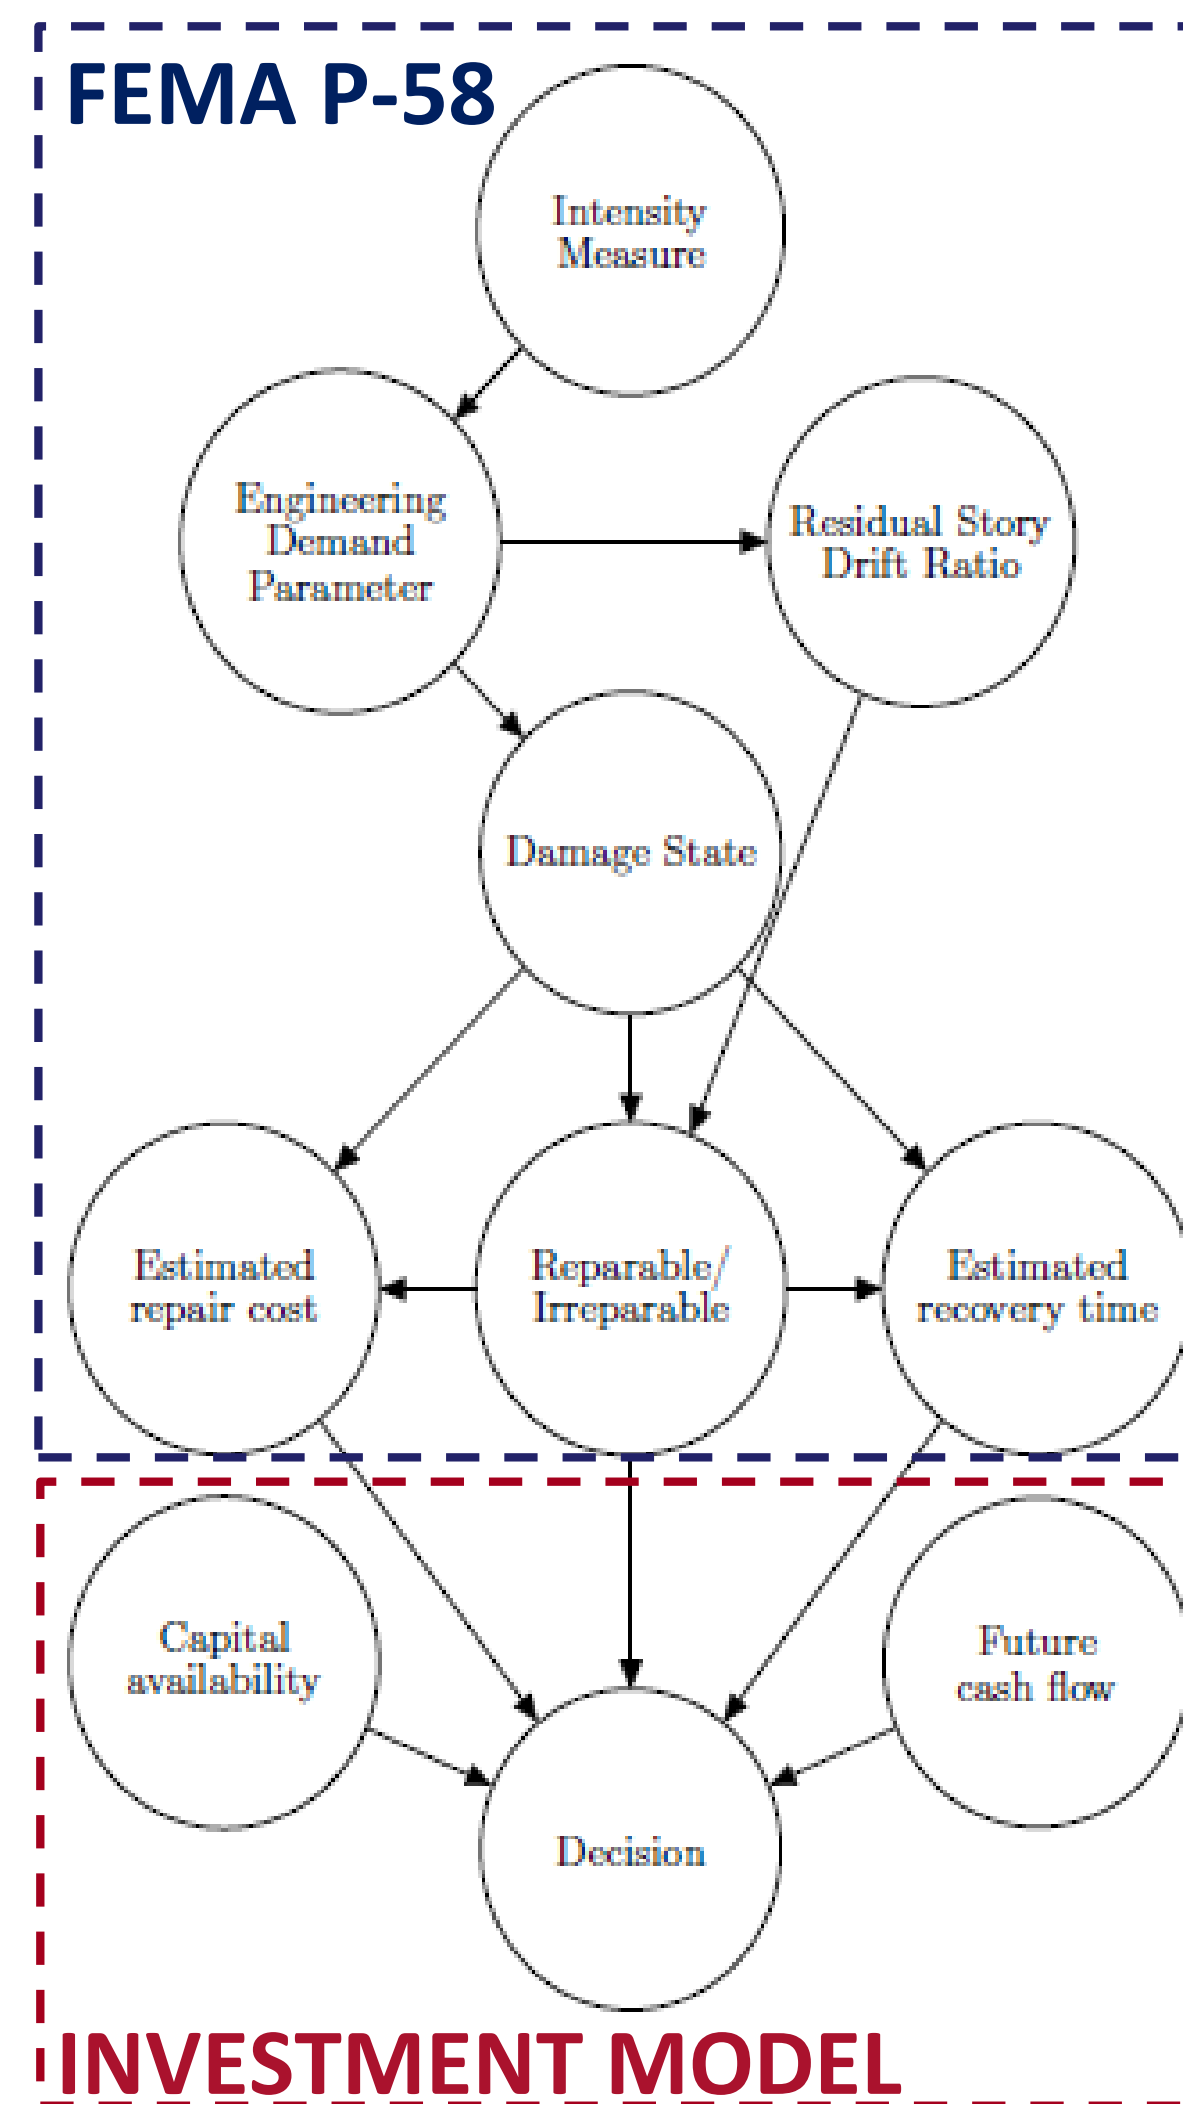 FEMA P-58
Intensity
Measure
Engineering
Demand
Parameter
Residual Story
Drift Ratio
Damage State
Estimated
repair cost
Reparable/
Irreparable
Estimated
recovery time
Capital
availability
Future
cash flow
Decision
INVESTMENT MODEL